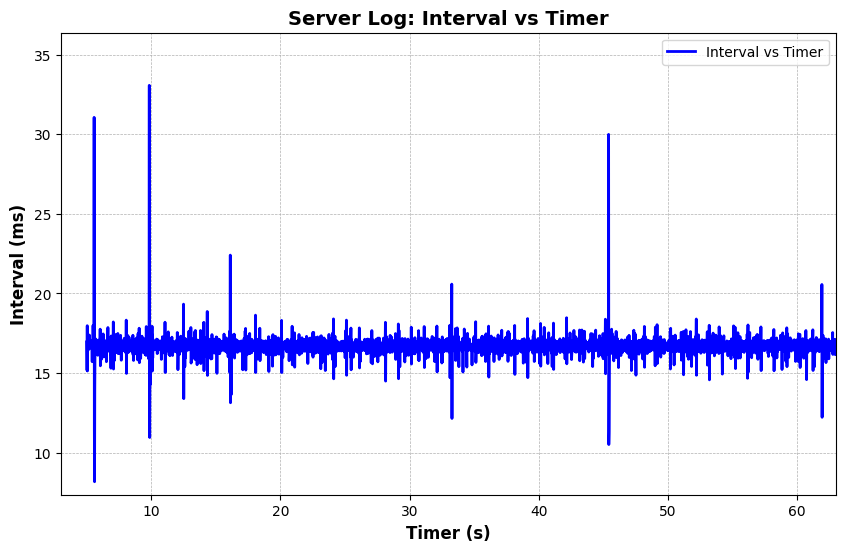 Server Log: Interval vs Timer
Interval vs Timer
Interval (ms)
35
30
25
20
15
10
10 20 30 40 50 60
Timer (s)